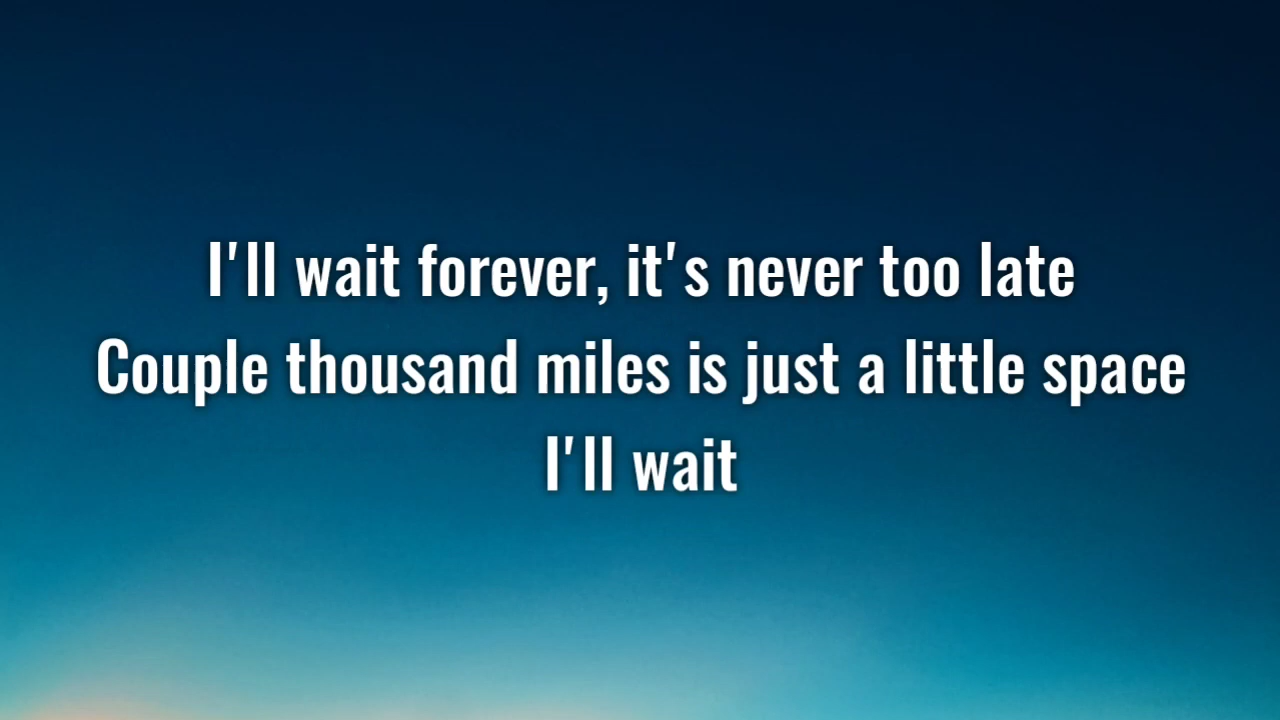 I'll wait forever, it's never too late
Couple thousand miles is just a little space
I'll wait